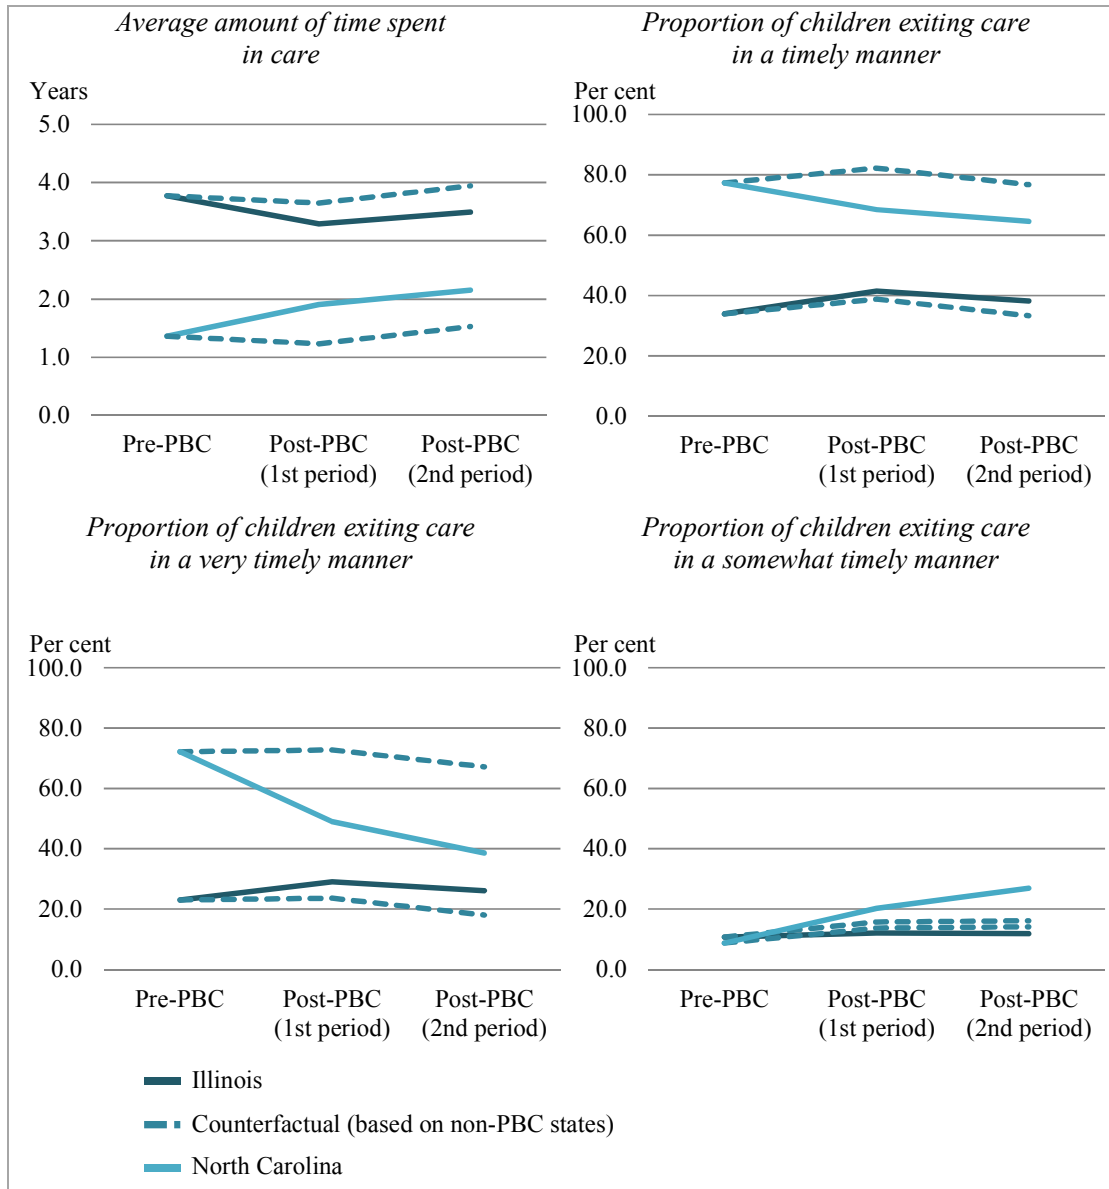 Average amount of time spent
in care
Years
5.0
4.0
3.0
2.0
1.0
0.0
Pre-PBC
Post-PBC
(1st period)
Post-PBC
(2nd period)
Proportion of children exiting care
in a timely manner
Per cent
100.0
80.0
60.0
40.0
20.0
0.0
Pre-PBC
Post-PBC
(1st period)
Post-PBC
(2nd period)
Proportion of children exiting care
in a very timely manner
Per cent
100.0
80.0
60.0
40.0
20.0
0.0
Pre-PBC
Post-PBC
(1st period)
Post-PBC
(2nd period)
Proportion of children exiting care
in a somewhat timely manner
Per cent
100.0
80.0
60.0
40.0
20.0
0.0
Pre-PBC
Post-PBC
(1st period)
Post-PBC
(2nd period)
Illinois
Counterfactual (based on non-PBC states)
North Carolina